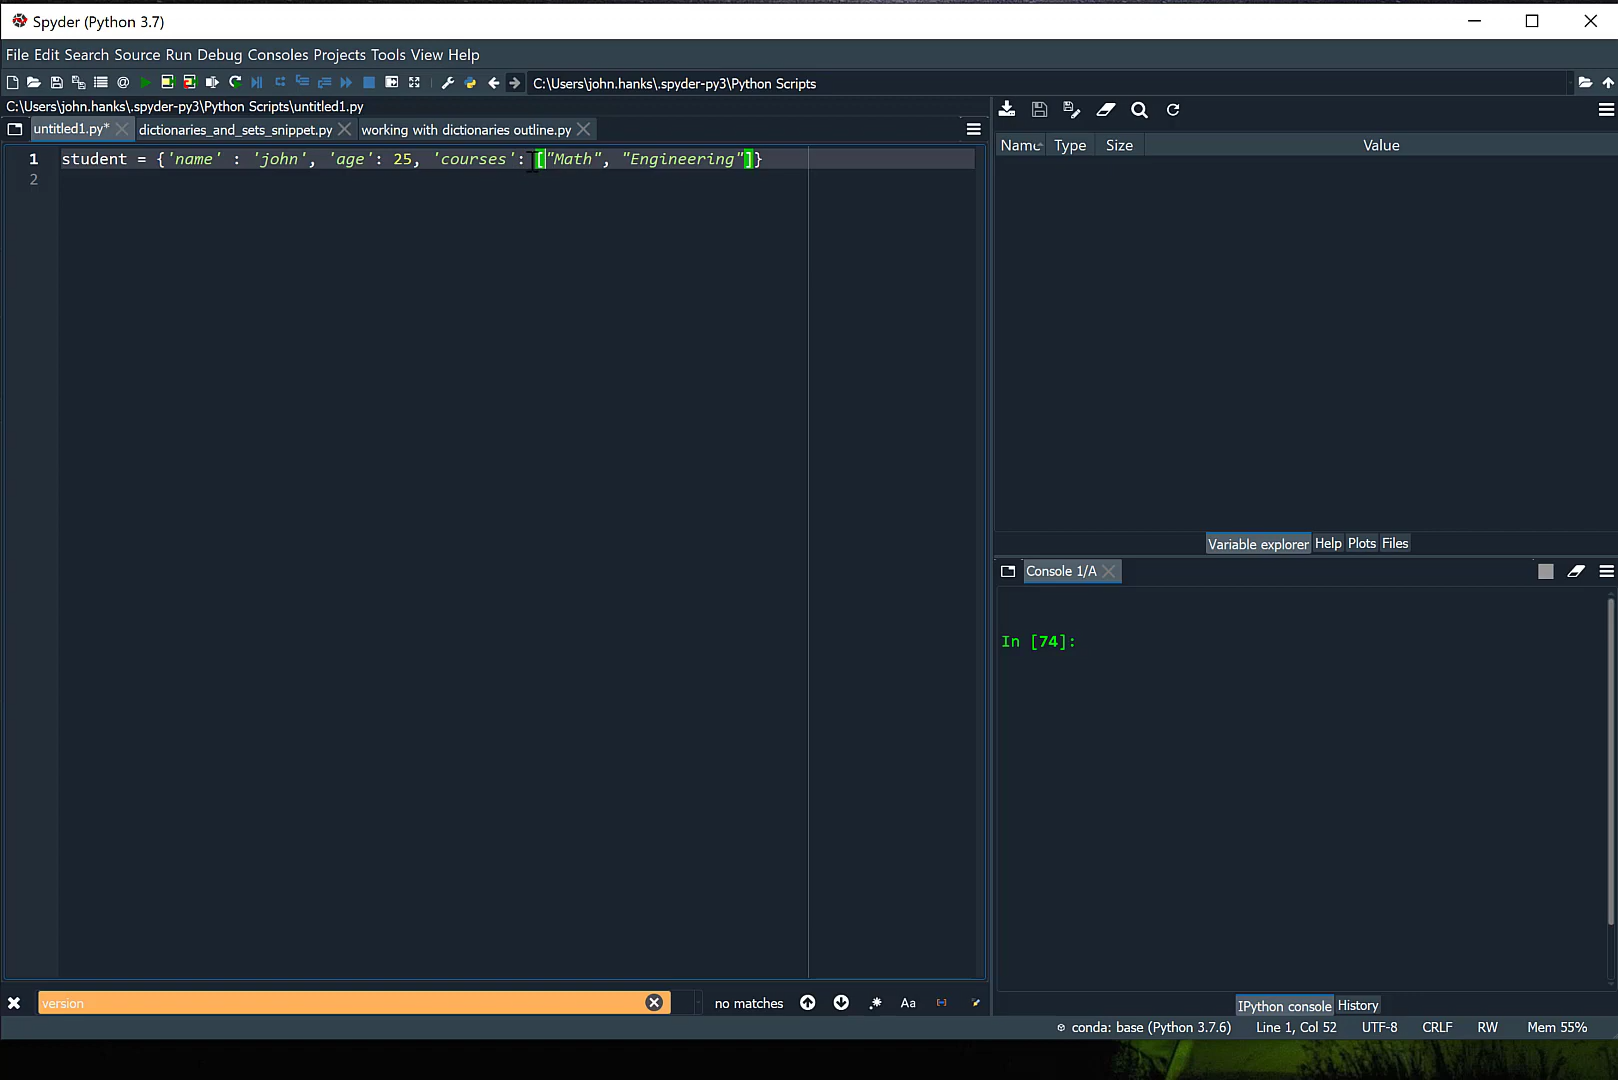 Spyder (Python 3.7)
File Edit Search Source Run Debug Consoles Projects Tools View Help
C:\Users\john.hanks\.spyder-py3\Python Scripts
C:\Users\john.hanks\.spyder-py3\Python Scripts\untitled1.py
untitled1.py* dictionaries_and_sets_snippet.py working with dictionaries outline.py
1 student = {'name' : 'john', 'age': 25, 'courses': ["Math", "Engineering"]}
2
Name Type Size Value
Variable explorer Help Plots Files
Console 1/A
In [74]:
version no matches .* Aa
IPython console History
conda: base (Python 3.7.6) Line 1, Col 52 UTF-8 CRLF RW Mem 55%